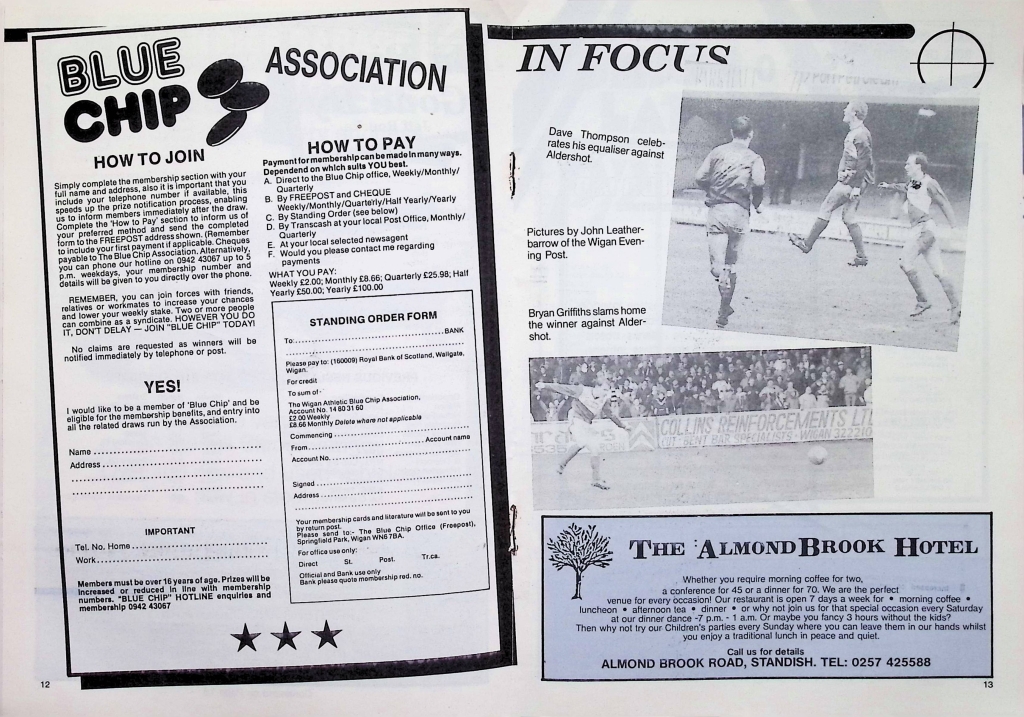 BLUE
CHIP
ASSOCIATION
HOW TO JOIN
Simply complete the membership section with your
full name and address, also it is important that you
include your telephone number if available, this
speeds up the prize notification process, enabling
us to inform members immediately after the draw.
Complete the 'How to Pay' section to inform us of
your preferred method and send the completed
form to the FREEPOST address shown. (Remember
to include your first payment if applicable. Cheques
payable to The Blue Chip Association. Alternatively,
you can phone our hotline on 0942 43067 up to 5
p.m. weekdays, your membership number and
details will be given to you directly over the phone.
REMEMBER, you can join forces with friends,
relatives or workmates to increase your chances
and lower your weekly stake. Two or more people
can combine as a syndicate. HOWEVER YOU DO
IT, DON'T DELAY — JOIN "BLUE CHIP" TODAY!
No claims are requested as winners will be
notified immediately by telephone or post.
YES!
I would like to be a member of 'Blue Chip' and be
eligible for the membership benefits, and entry into
all the related draws run by the Association.
Name
Address
IMPORTANT
Tel. No. Home
Work
Members must be over 16 years of age. Prizes will be
increased or reduced in line with membership
numbers. "BLUE CHIP" HOTLINE enquiries and
membership 0942 43067
HOW TO PAY
Payment for membership can be made in many ways.
Dependend on which suits YOU best.
A. Direct to the Blue Chip office, Weekly/Monthly/
Quarterly
B. By FREEPOST and CHEQUE
Weekly/Monthly/Quarterly/Half Yearly/Yearly
C. By Standing Order (see below)
D. By Transcash at your local Post Office, Monthly/
Quarterly
E. At your local selected newsagent
F. Would you please contact me regarding
payments
WHAT YOU PAY:
Weekly £2.00; Monthly £8.66; Quarterly £25.98; Half
Yearly £50.00; Yearly £100.00
STANDING ORDER FORM
To: BANK
Please pay to: (160009) Royal Bank of Scotland, Wallgate,
Wigan.
For credit
To sum of -
The Wigan Athletic Blue Chip Association,
Account No. 14 80 31 60
£2.00 Weekly
£8.66 Monthly Delete where not applicable
Commencing
From Account name
Account No.
Signed
Address
Your membership cards and literature will be sent to you
by return post.
Please send to:- The Blue Chip Office (Freepost),
Springfield Park, Wigan WN6 7BA.
For office use only:
Direct St. Post. Tr.ca.
Official and Bank use only
Bank please quote membership red. no.
12
IN FOCUS
Dave Thompson celeb-
rates his equaliser against
Aldershot.
Pictures by John Leather-
barrow of the Wigan Even-
ing Post.
Bryan Griffiths slams home
the winner against Alder-
shot.
COLLINS REINFORCEMENTS
THE ALMOND BROOK HOTEL
Whether you require morning coffee for two,
a conference for 45 or a dinner for 70. We are the perfect
venue for every occasion! Our restaurant is open 7 days a week for • morning coffee •
luncheon • afternoon tea • dinner • or why not join us for that special occasion every Saturday
at our dinner dance -7 p.m. - 1 a.m. Or maybe you fancy 3 hours without the kids?
Then why not try our Children's parties every Sunday where you can leave them in our hands whilst
you enjoy a traditional lunch in peace and quiet.
Call us for details
ALMOND BROOK ROAD, STANDISH. TEL: 0257 425588
13